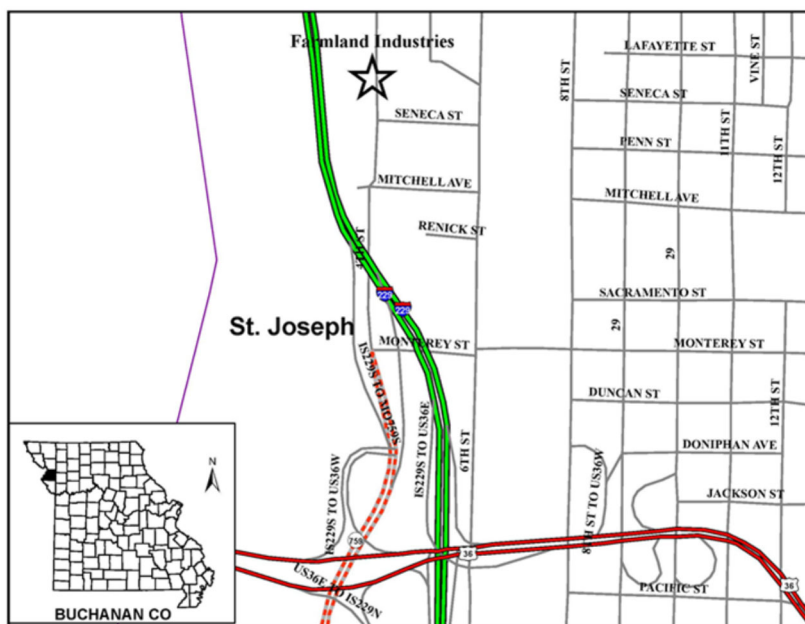 Farmland Industries
LAFAYETTE ST
VINE ST
8TH ST
SENECA ST
SENECA ST
PENN ST
11TH ST
12TH ST
MITCHELL AVE
MITCHELL AVE
RENICK ST
29
229
229
SACRAMENTO ST
29
St. Joseph
MONTEREY ST
MONTEREY ST
IS229S TO MO759S
DUNCAN ST
12TH ST
IS229S TO US36E
6TH ST
DONIPHAN AVE
IS229S TO US36W
8TH ST TO US36W
JACKSON ST
N
759
36
36
US36E TO IS229N
PACIFIC ST
BUCHANAN CO